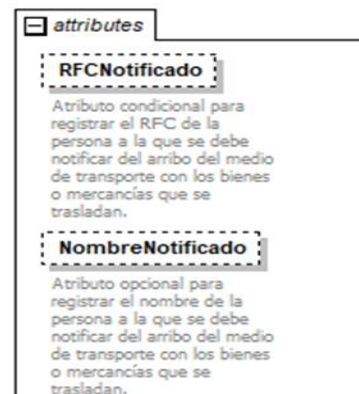 attributes
RFCNotificado
Atributo condicional para
registrar el RFC de la
persona a la que se debe
notificar del arribo del medio
de transporte con los bienes
o mercancías que se
trasladan.
NombreNotificado
Atributo opcional para
registrar el nombre de la
persona a la que se debe
notificar del arribo del medio
de transporte con los bienes
o mercancías que se
trasladan.